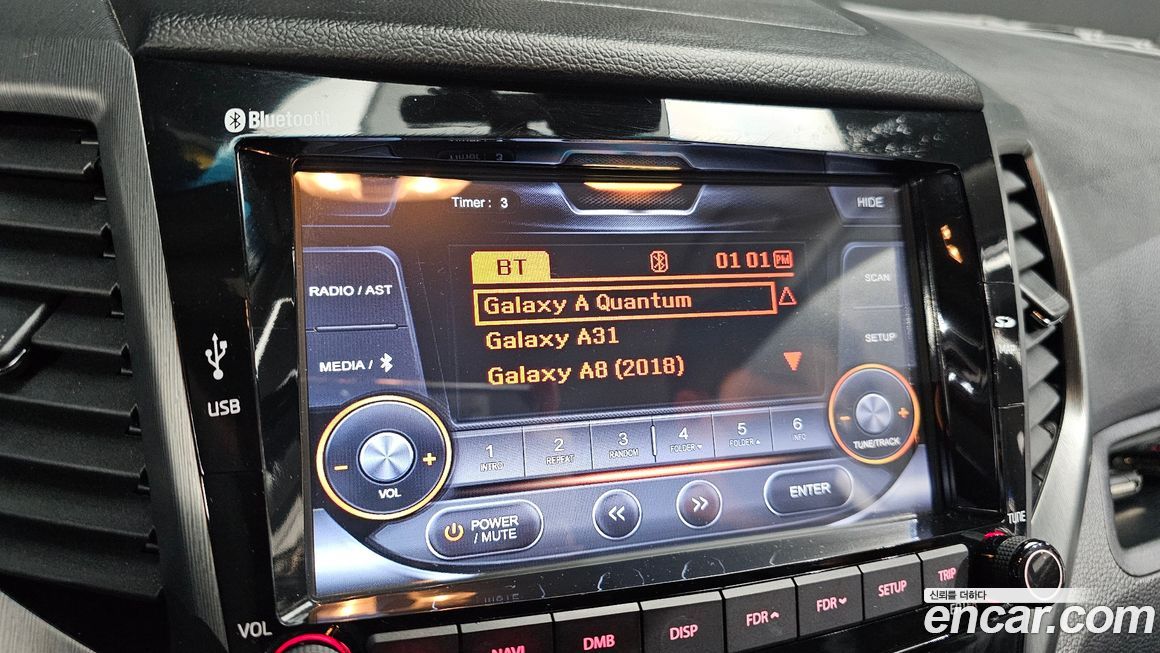 Bluetooth
Timer : 3
HIDE
BT 01 01 PM
RADIO / AST
Galaxy A Quantum
SCAN
Galaxy A31
SETUP
MEDIA /
Galaxy A8 (2018)
USB
MAP
- VOL +
1 INTRO
2 REPEAT
3 RANDOM
4 FOLDER
5 FOLDER
6 INFO
- TUNE/TRACK +
POWER / MUTE
<<
>>
ENTER
TUNE
VOL
NAVI
DMB
DISP
FDR
FDR
SETUP
TRIP
신뢰를 더하다
encar.com